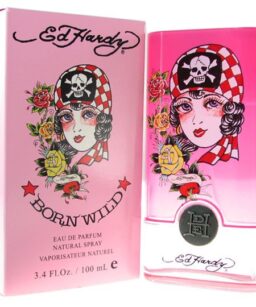 Ed Hardy®
BORN WILD
EAU DE PARFUM
NATURAL SPRAY
VAPORISATEUR NATUREL
3.4 Fl.Oz. / 100 mL ℮
EH
Ed Hardy®